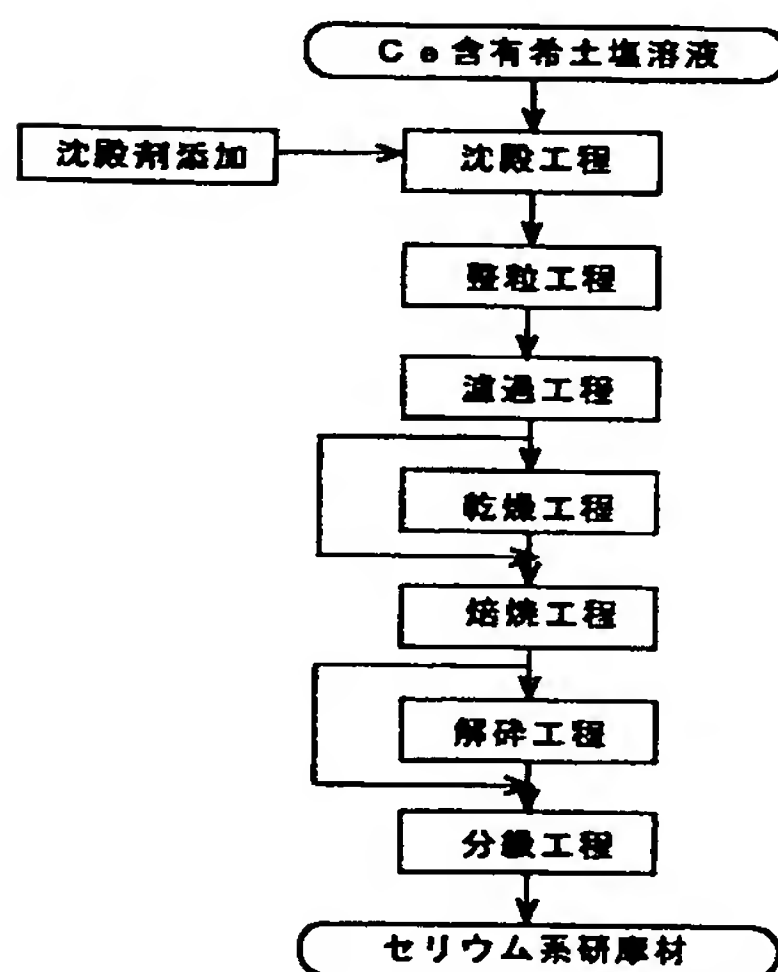 Ce含有希土塩溶液
沈殿剤添加
沈殿工程
整粒工程
濾過工程
乾燥工程
焙焼工程
解砕工程
分級工程
セリウム系研摩材